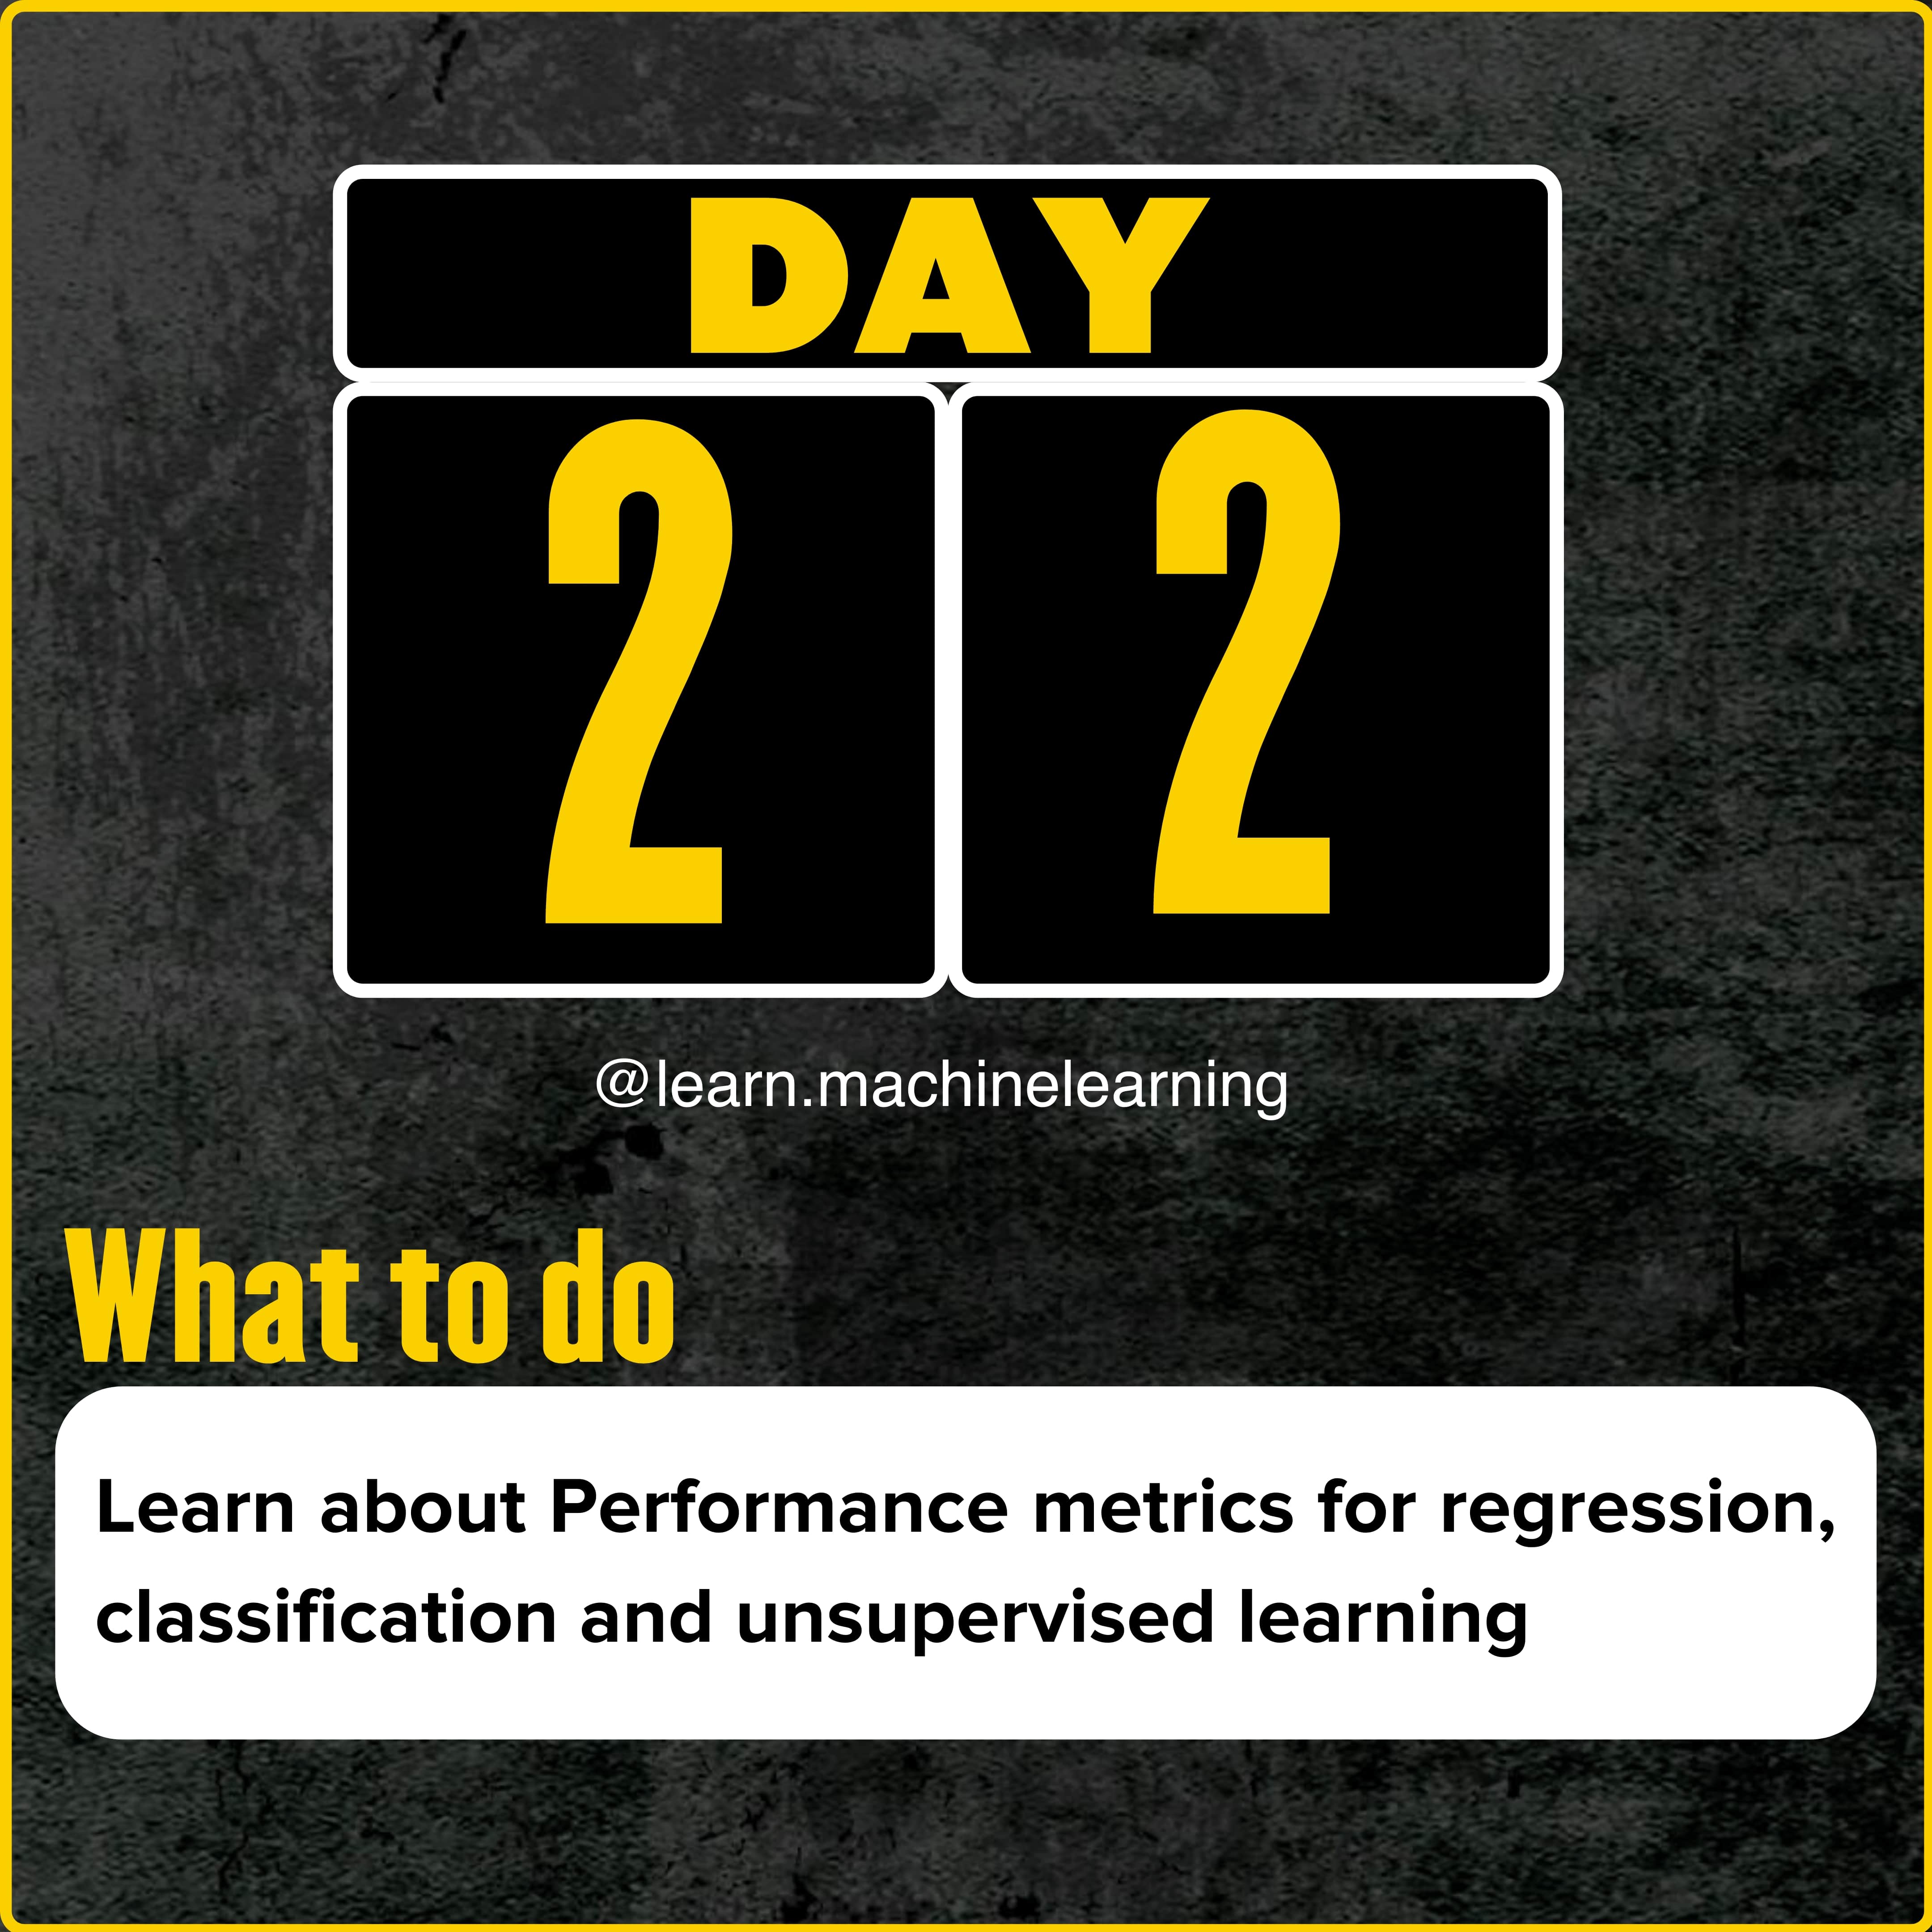 DAY
2 2
@learn.machinelearning
What to do
Learn about Performance metrics for regression,
classification and unsupervised learning